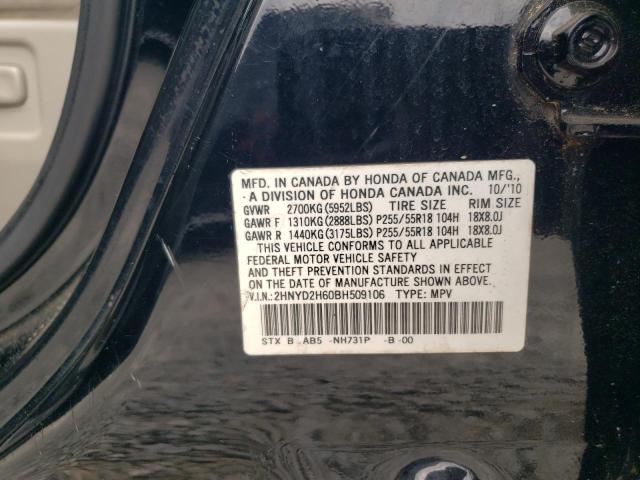 MFD. IN CANADA BY HONDA OF CANADA MFG.,
A DIVISION OF HONDA CANADA INC. 10/'10
GVWR 2700KG(5952LBS) TIRE SIZE RIM SIZE
GAWR F 1310KG(2888LBS)P255/55R18 104H 18X8.0J
GAWR R 1440KG(3175LBS)P255/55R18 104H 18X8.0J
THIS VEHICLE CONFORMS TO ALL APPLICABLE
FEDERAL MOTOR VEHICLE SAFETY
AND THEFT PREVENTION STANDARDS IN EFFECT
ON THE DATE OF MANUFACTURE SHOWN ABOVE.
V.I.N.:2HNYD2H60BH509106 TYPE: MPV
STX B AB5 -NH731P -B-00